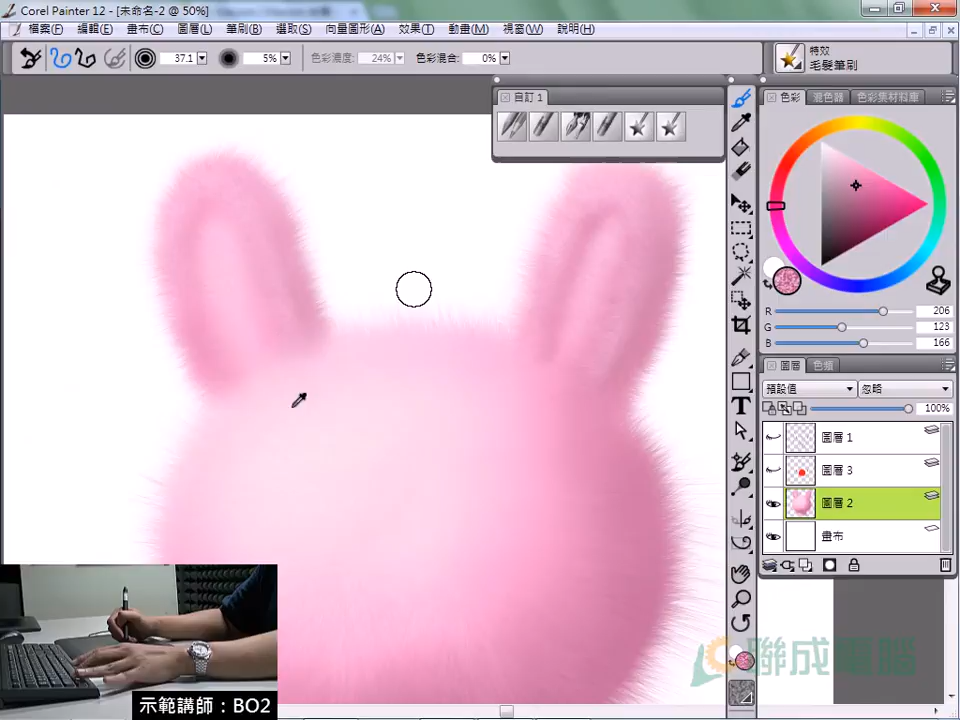 Corel Painter 12 - [未命名-2 @ 50%]
檔案(F) 編輯(E) 畫布(C) 圖層(L) 筆刷(B) 選取(S) 向量圖形(A) 效果(T) 動畫(M) 視窗(W) 說明(H)
37.1 5% 色彩濃度: 24% 色彩混合: 0%
特效
毛髮筆刷
自訂 1
色彩 混色器 色彩集材料庫
R 206
G 123
B 166
圖層 色頻
預設值 忽略
100%
圖層 1
圖層 3
圖層 2
畫布
T
聯成電腦
示範講師：BO2